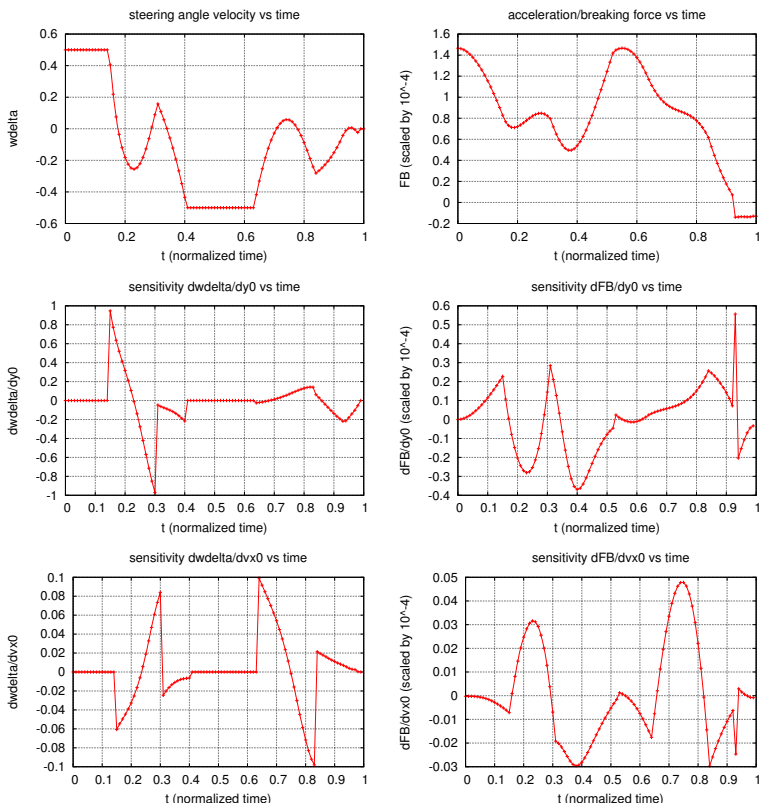 steering angle velocity vs time
wdelta
0.6
0.4
0.2
0
-0.2
-0.4
-0.6
0 0.2 0.4 0.6 0.8 1
t (normalized time)
acceleration/breaking force vs time
FB (scaled by 10^-4)
1.6
1.4
1.2
1
0.8
0.6
0.4
0.2
0
-0.2
0 0.2 0.4 0.6 0.8 1
t (normalized time)
sensitivity dwdelta/dy0 vs time
dwdelta/dy0
1
0.8
0.6
0.4
0.2
0
-0.2
-0.4
-0.6
-0.8
-1
0 0.1 0.2 0.3 0.4 0.5 0.6 0.7 0.8 0.9 1
t (normalized time)
sensitivity dFB/dy0 vs time
dFB/dy0 (scaled by 10^-4)
0.6
0.5
0.4
0.3
0.2
0.1
0
-0.1
-0.2
-0.3
-0.4
0 0.1 0.2 0.3 0.4 0.5 0.6 0.7 0.8 0.9 1
t (normalized time)
sensitivity dwdelta/dvx0 vs time
dwdelta/dvx0
0.1
0.08
0.06
0.04
0.02
0
-0.02
-0.04
-0.06
-0.08
-0.1
0 0.1 0.2 0.3 0.4 0.5 0.6 0.7 0.8 0.9 1
t (normalized time)
sensitivity dFB/dvx0 vs time
dFB/dvx0 (scaled by 10^-4)
0.05
0.04
0.03
0.02
0.01
0
-0.01
-0.02
-0.03
0 0.1 0.2 0.3 0.4 0.5 0.6 0.7 0.8 0.9 1
t (normalized time)